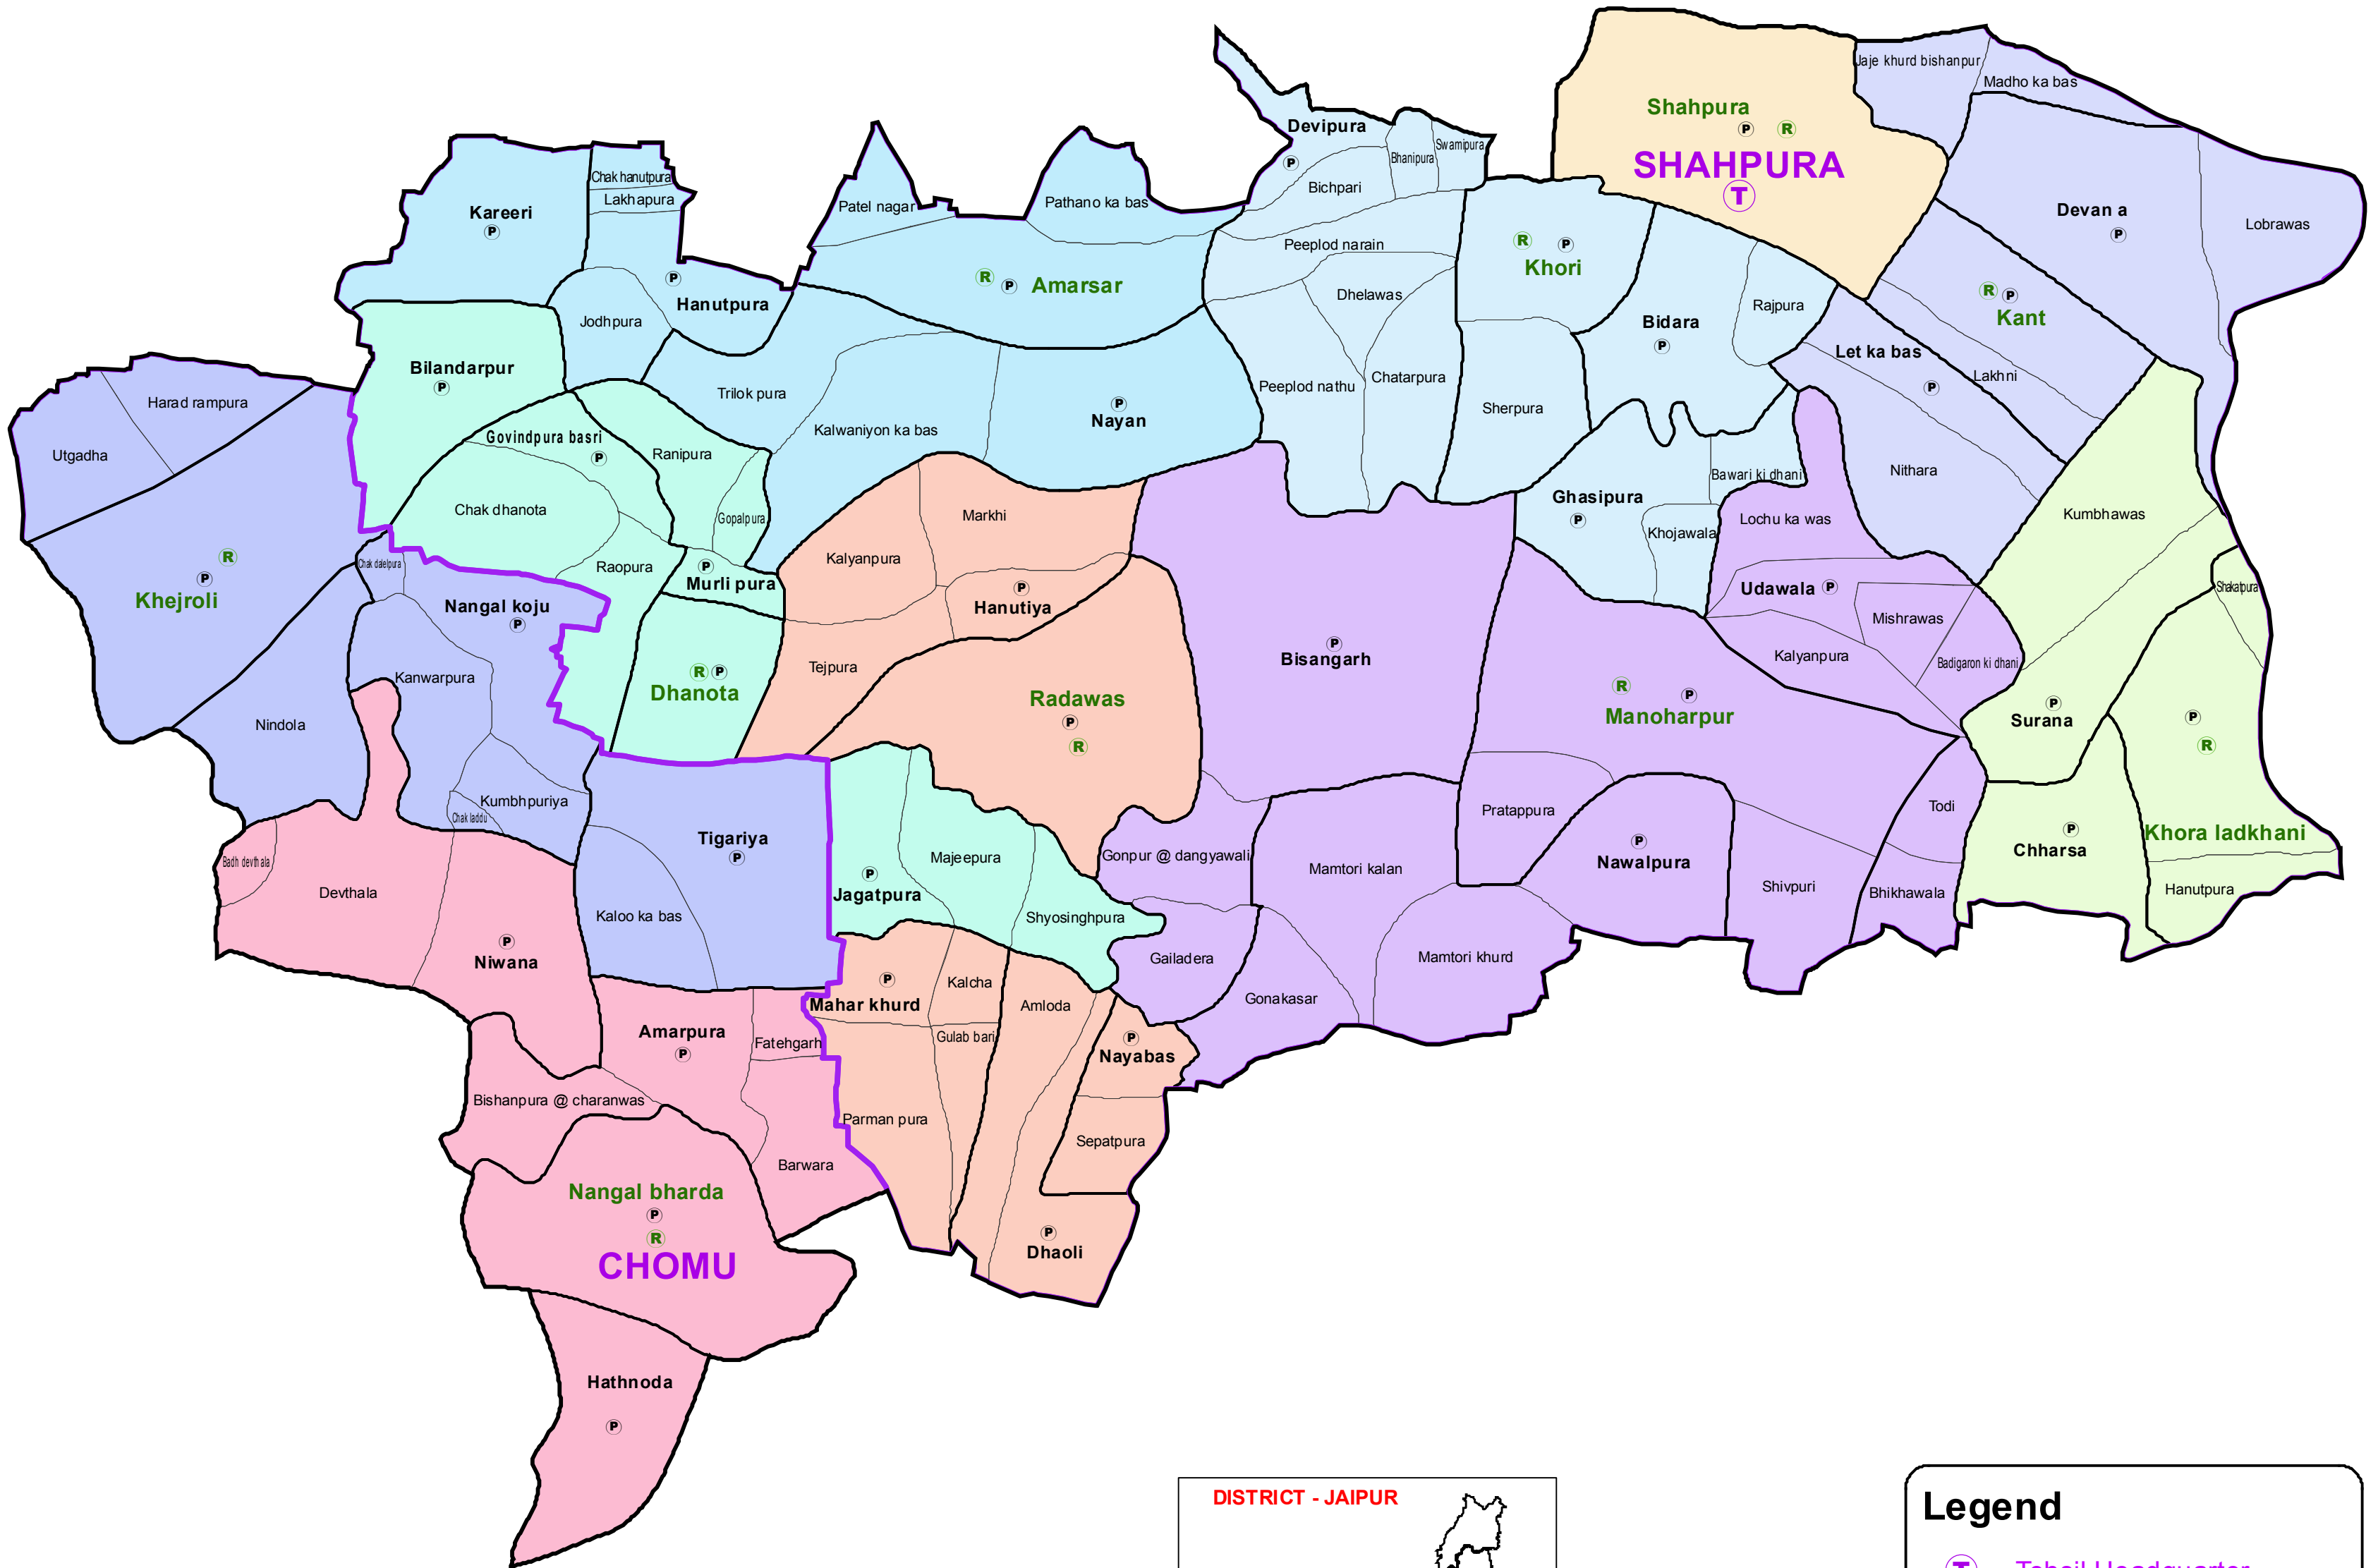 Jaje khurd bishanpur
Madho ka bas
Shahpura
P R
SHAHPURA
T
Devipura
P
Bhanipura
Swamipura
Bichpari
Chak hanutpura
Lakhapura
Kareeri
P
Patel nagar
Pathano ka bas
Devan a
P
Lobrawas
Peeplod narain
R P
Khori
P
Hanutpura
R P
Amarsar
Dhelawas
Rajpura
R P
Kant
Jodhpura
Bidara
P
Let ka bas
P
Lakhni
Bilandarpur
P
Trilok pura
P
Nayan
Peeplod nathu
Chatarpura
Sherpura
Harad rampura
Utgadha
Govindpura basri
P
Ranipura
Kalwaniyon ka bas
Nithara
Bawari ki dhani
Ghasipura
P
Chak dhanota
Gopalpura
Markhi
Lochu ka was
Khojawala
Kumbhawas
R
P
Khejroli
Chak dalelpura
Raopura
P
Murli pura
Kalyanpura
P
Hanutiya
Udawala P
Mishrawas
Shakatpura
Nangal koju
P
Bisangarh
P
Kalyanpura
Badigaron ki dhani
Kanwarpura
R P
Dhanota
Tejpura
Radawas
P
R
R P
Manoharpur
P
Surana
P
R
Nindola
Kumbhpuriya
Chak laddu
Pratappura
Todi
Tigariya
P
Majeepura
Gonpur @ dangyawali
Mamtori kalan
P
Nawalpura
P
Chharsa
Khora ladkhani
Badh devthala
Devthala
P
Jagatpura
Shivpuri
Bhikhawala
Hanutpura
Kaloo ka bas
Shyosinghpura
P
Niwana
Gailadera
Mamtori khurd
P
Mahar khurd
Kalcha
Amloda
Gonakasar
Amarpura
P
Fatehgarh
Gulab bari
P
Nayabas
Bishanpura @ charanwas
Parman pura
Sepatpura
Barwara
Nangal bharda
P
R
CHOMU
P
Dhaoli
Hathnoda
P
DISTRICT - JAIPUR
Legend
T Tehsil Headquarter